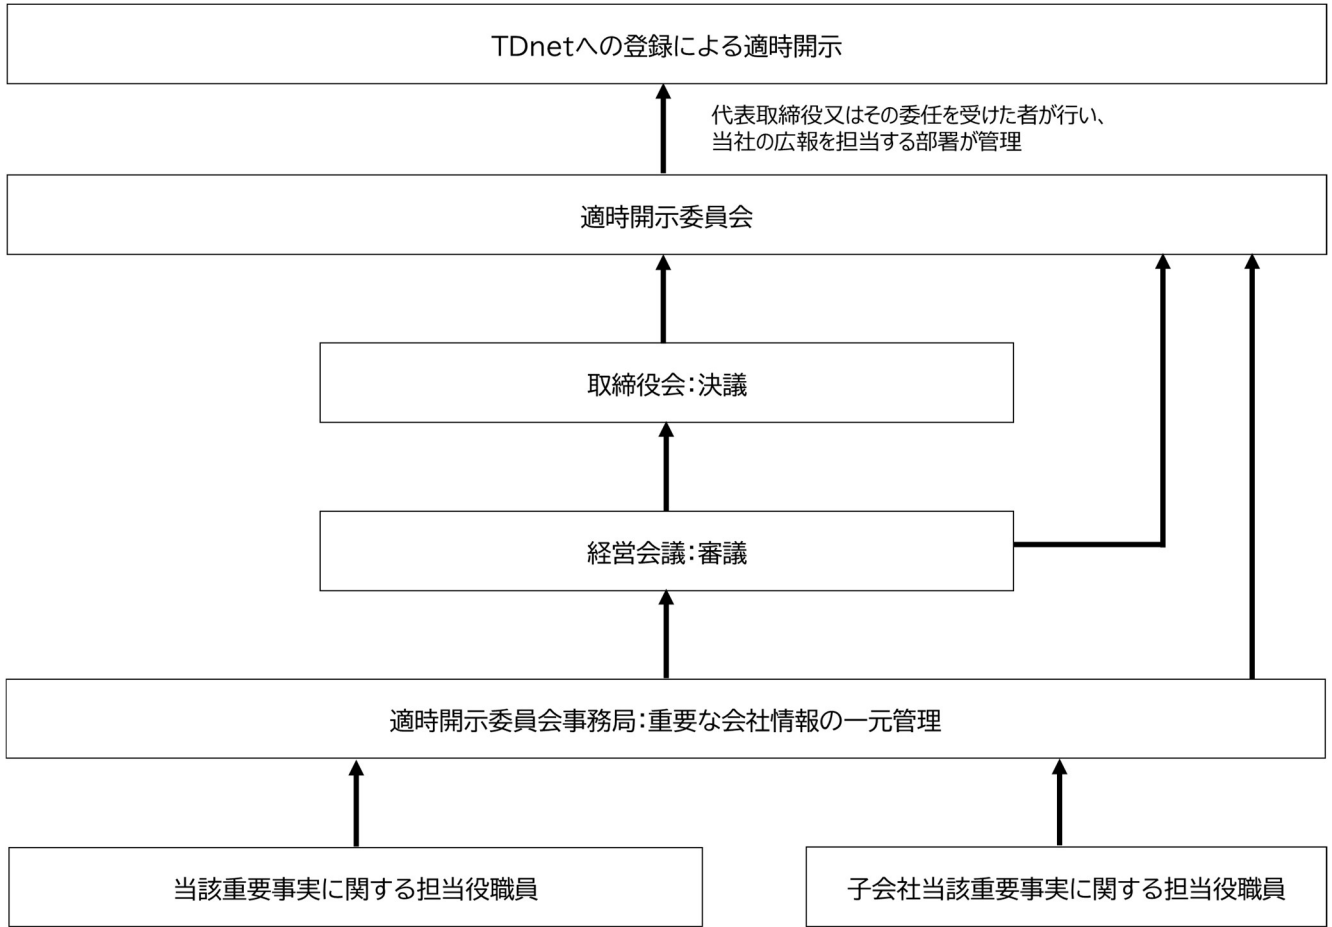 TDnetへの登録による適時開示
代表取締役又はその委任を受けた者が行い、
当社の広報を担当する部署が管理
適時開示委員会
取締役会：決議
経営会議：審議
適時開示委員会事務局：重要な会社情報の一元管理
当該重要事実に関する担当役職員
子会社当該重要事実に関する担当役職員